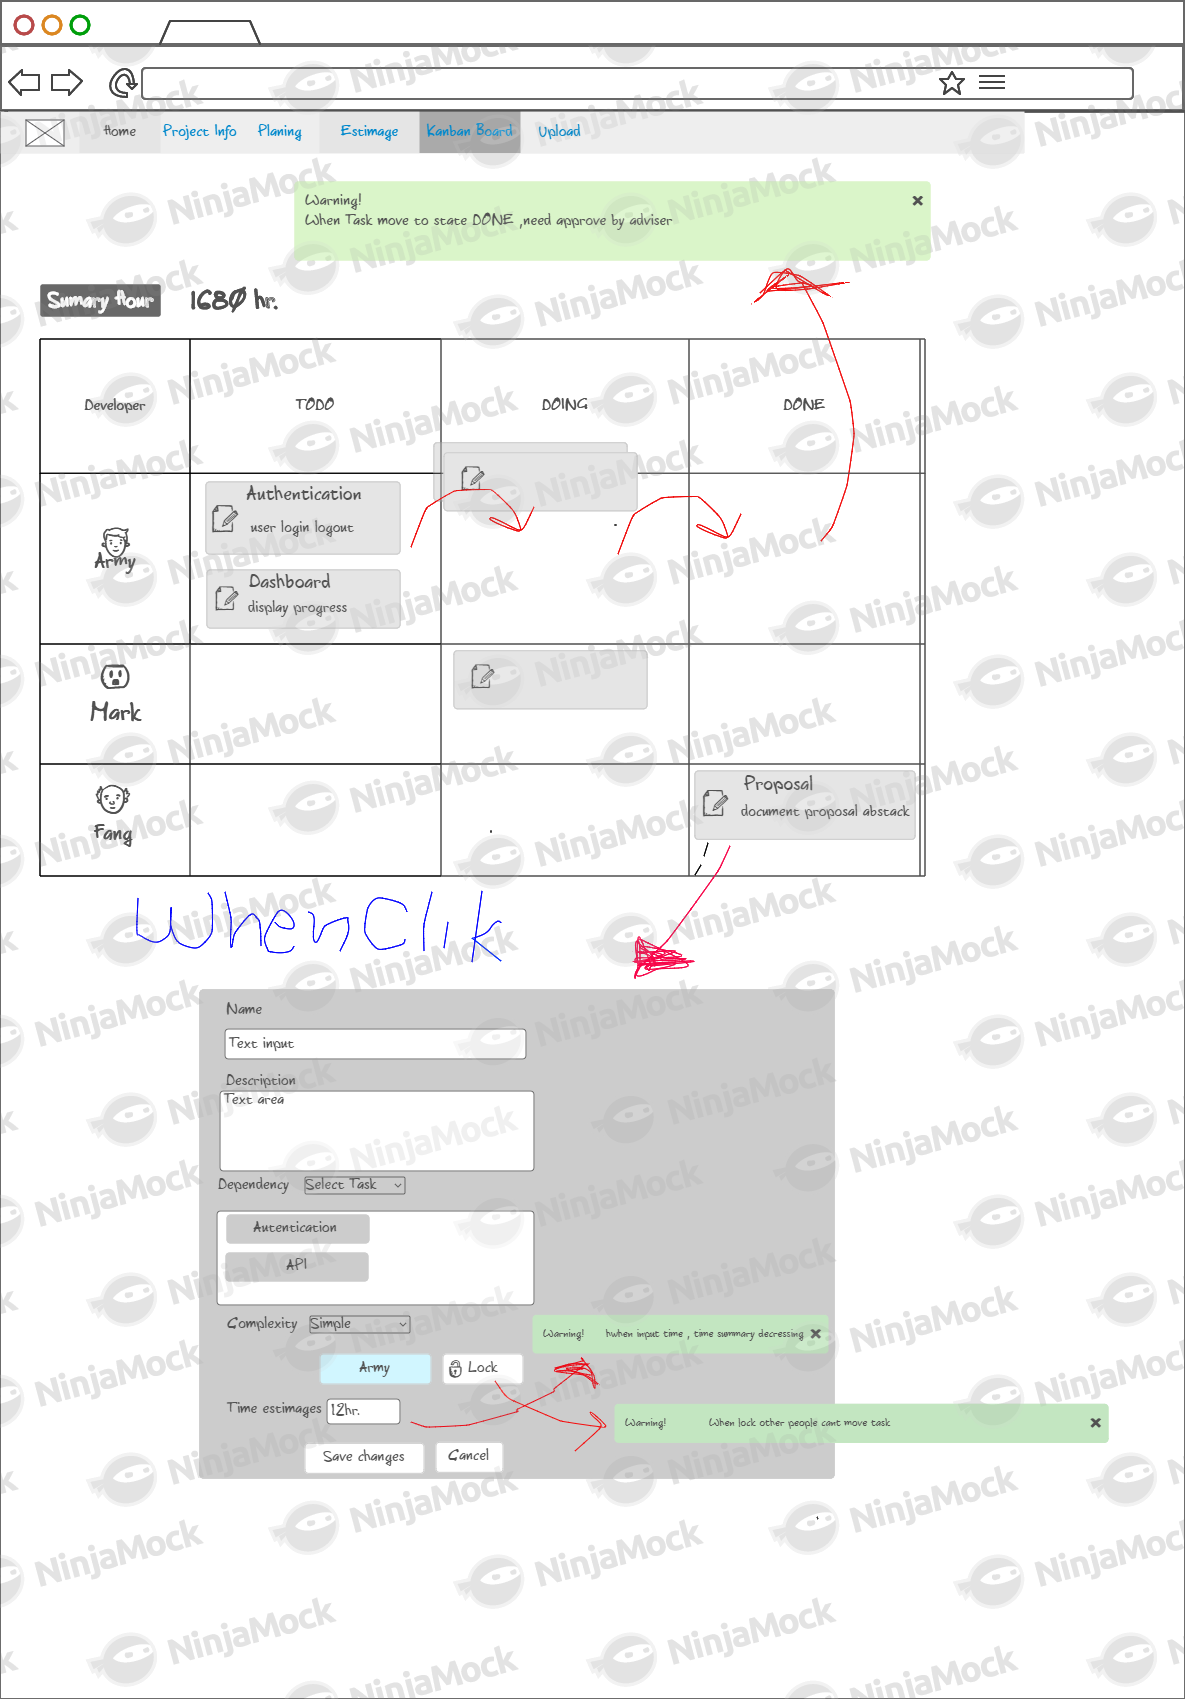 Home Project Info Planing Estimage Kanban Board Upload
Warning!
When Task move to state DONE ,need approve by adviser
Sumary Hour 1680 hr.
Developer TODO DOING DONE
Authentication
user login logout
Army
Dashboard
display progress
Mark
Proposal
document proposal abstack
Fang
When Clik
Name
Text input
Description
Text area
Dependency Select Task
Autentication
API
Complexity Simple
Warning! hwhen input time , time summary decressing
Army Lock
Time estimages 12hr.
Warning! When lock other people cant move task
Save changes Cancel
NinjaMock